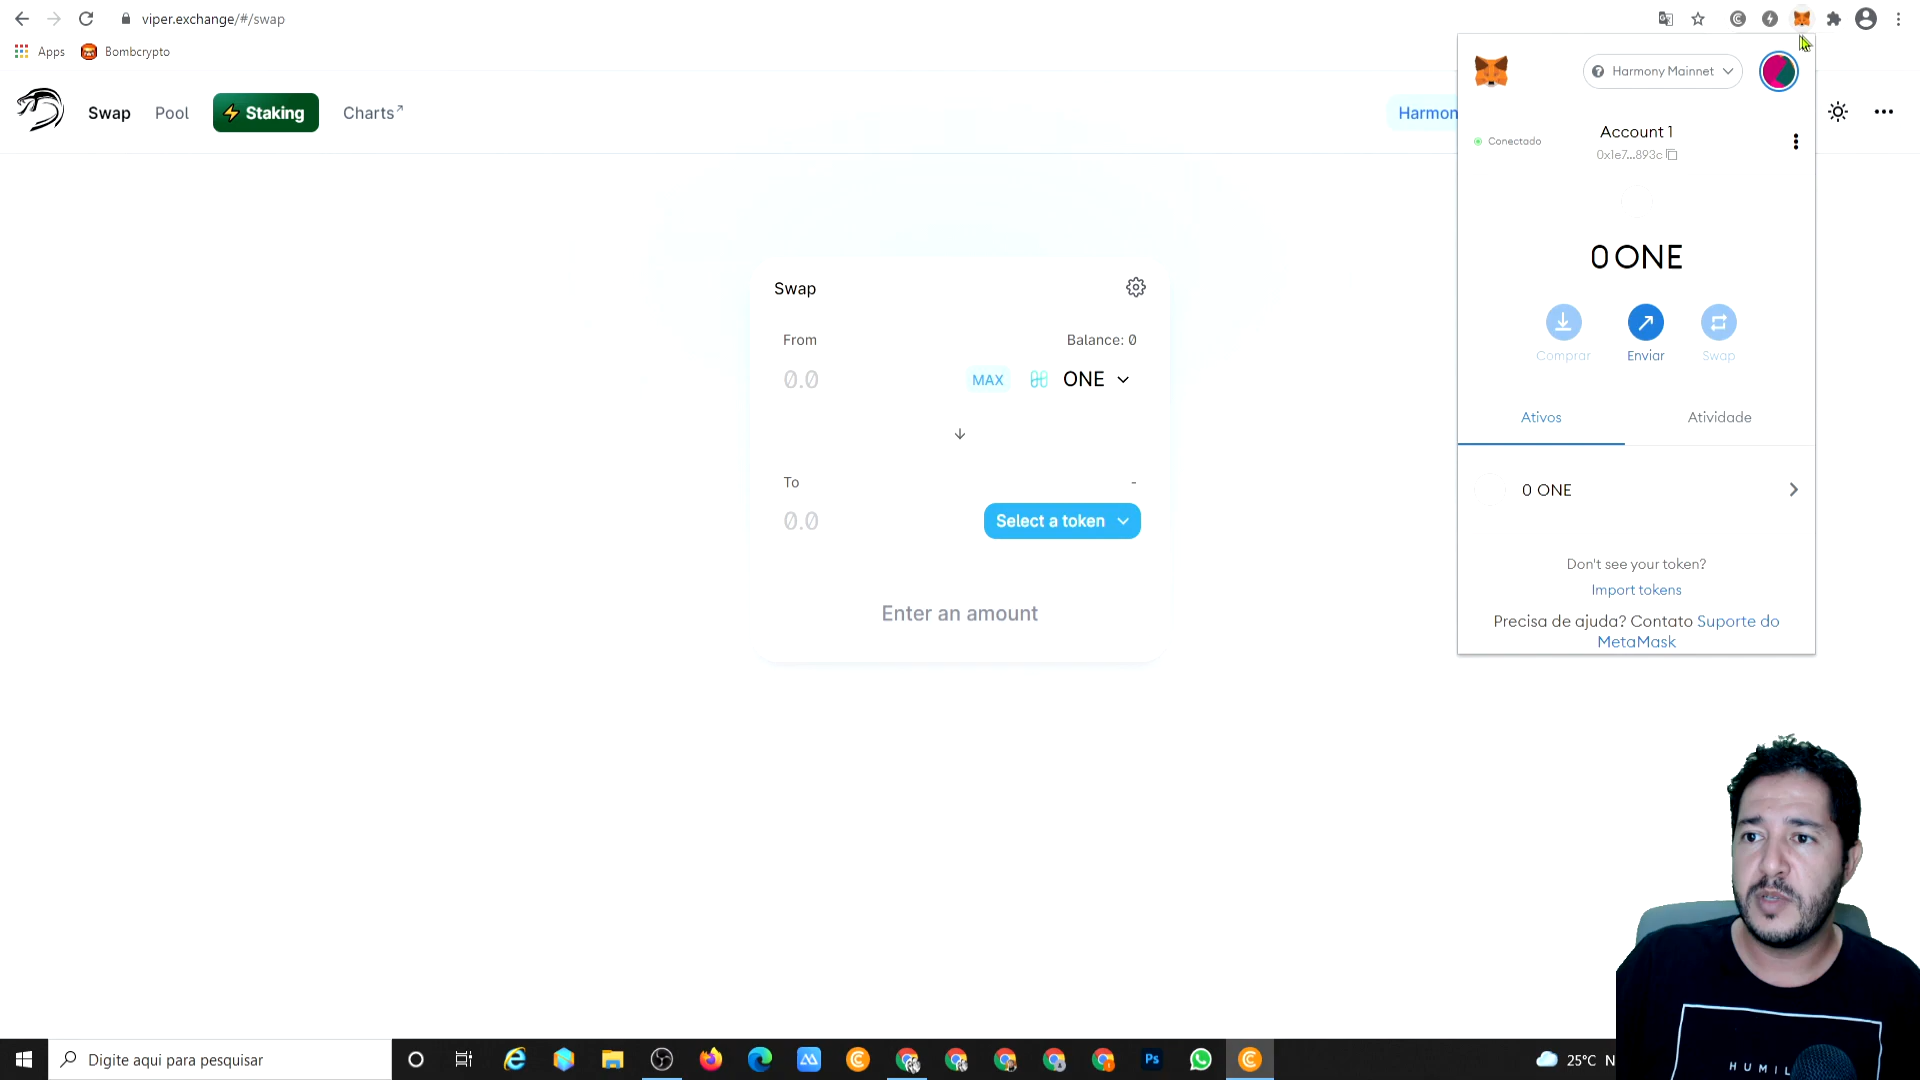 viper.exchange/#/swap
Apps
Bombcrypto
Swap
Pool
Staking
Charts
Harmon
Harmony Mainnet
Conectado
Account 1
0x1e7...893c
0 ONE
Comprar
Enviar
Swap
Ativos
Atividade
0 ONE
Don't see your token?
Import tokens
Precisa de ajuda? Contato Suporte do
MetaMask
Swap
From
Balance: 0
0.0
MAX
ONE
To
-
0.0
Select a token
Enter an amount
Digite aqui para pesquisar
Ps
25°C N
HUMIL